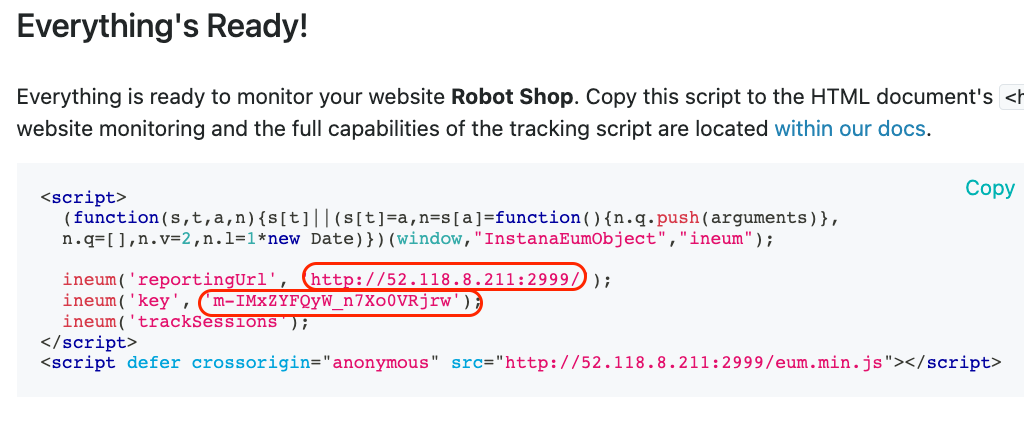 Everything's Ready!
Everything is ready to monitor your website Robot Shop. Copy this script to the HTML document's <h
website monitoring and the full capabilities of the tracking script are located within our docs.
Copy
<script>
(function(s,t,a,n){s[t]||(s[t]=a,n=s[a]=function(){n.q.push(arguments)},
n.q=[],n.v=2,n.l=1*new Date)})(window,"InstanaEumObject","ineum");
ineum('reportingUrl', 'http://52.118.8.211:2999/');
ineum('key', 'm-IMxZYFQyW_n7Xo0VRjrw');
ineum('trackSessions');
</script>
<script defer crossorigin="anonymous" src="http://52.118.8.211:2999/eum.min.js"></script>